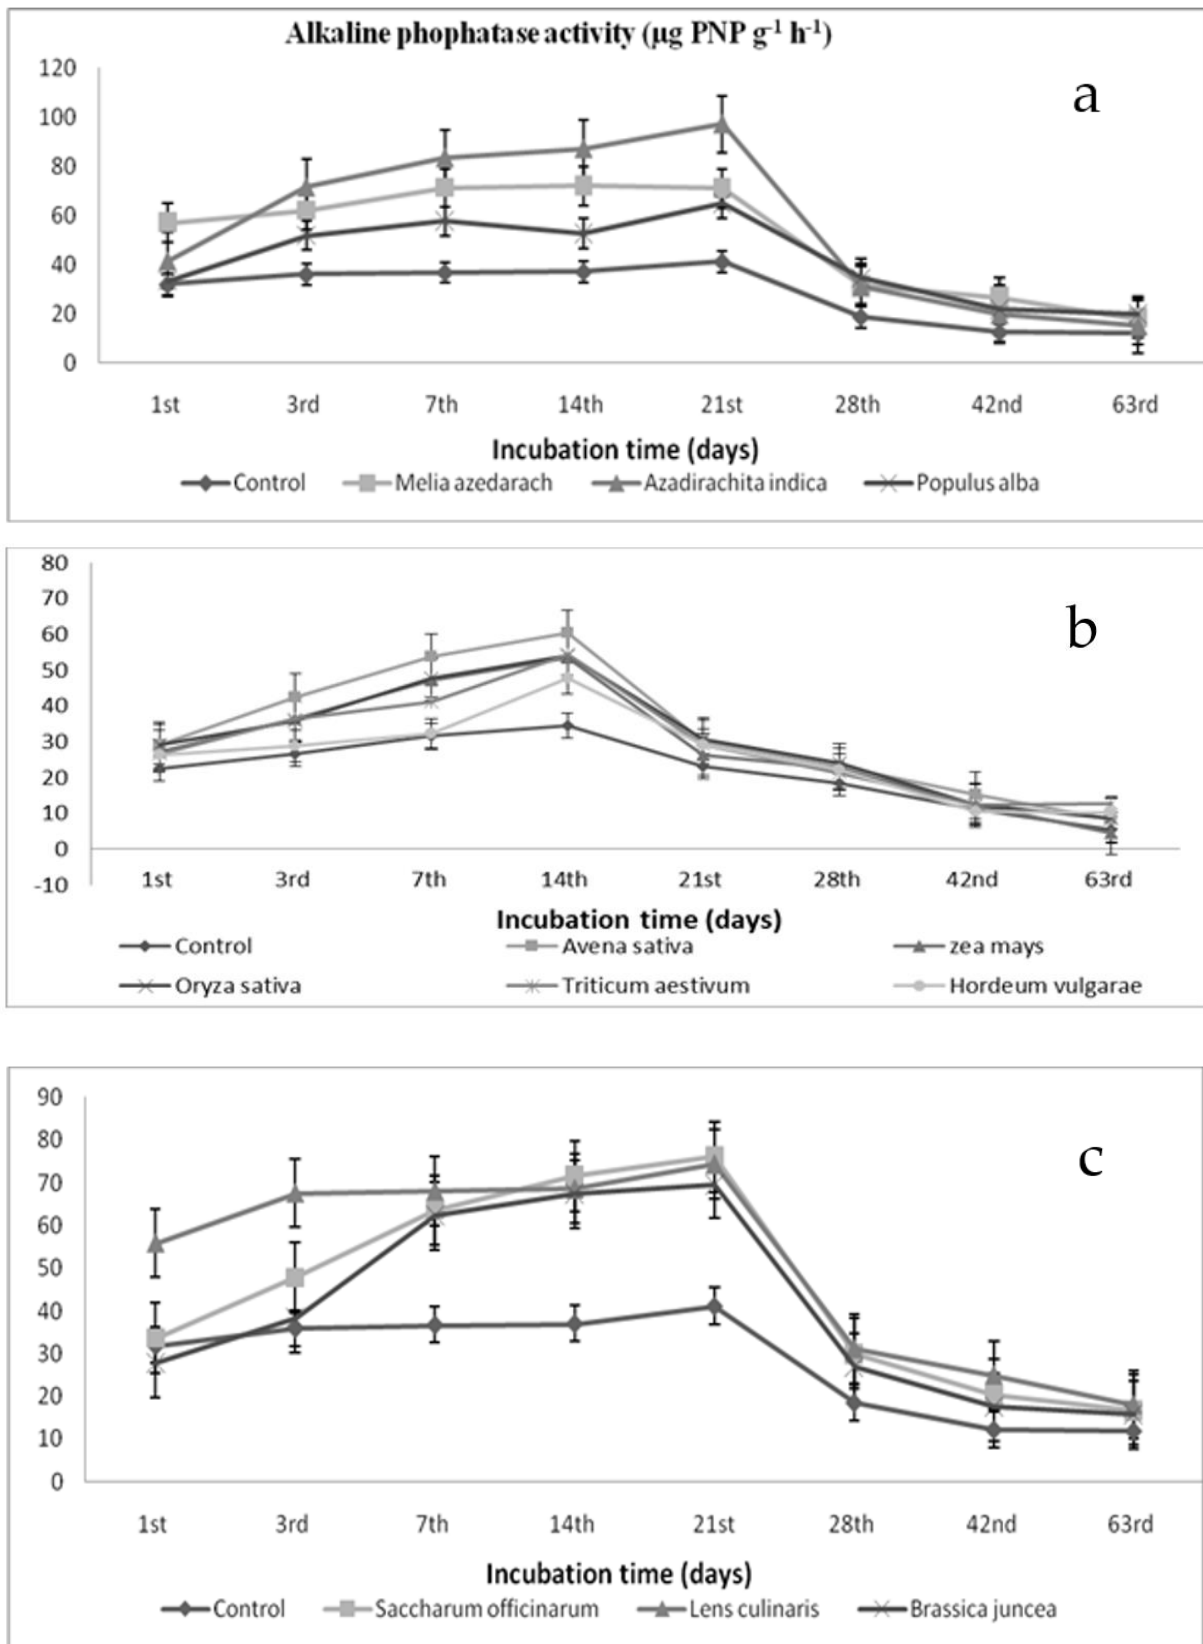 Alkaline phophatase activity (µg PNP g⁻¹ h⁻¹)
a
120
100
80
60
40
20
0
1st 3rd 7th 14th 21st 28th 42nd 63rd
Incubation time (days)
Control Melia azedarach Azadirachita indica Populus alba
b
80
70
60
50
40
30
20
10
0
-10
1st 3rd 7th 14th 21st 28th 42nd 63rd
Incubation time (days)
Control Avena sativa zea mays
Oryza sativa Triticum aestivum Hordeum vulgarae
c
90
80
70
60
50
40
30
20
10
0
1st 3rd 7th 14th 21st 28th 42nd 63rd
Incubation time (days)
Control Saccharum officinarum Lens culinaris Brassica juncea